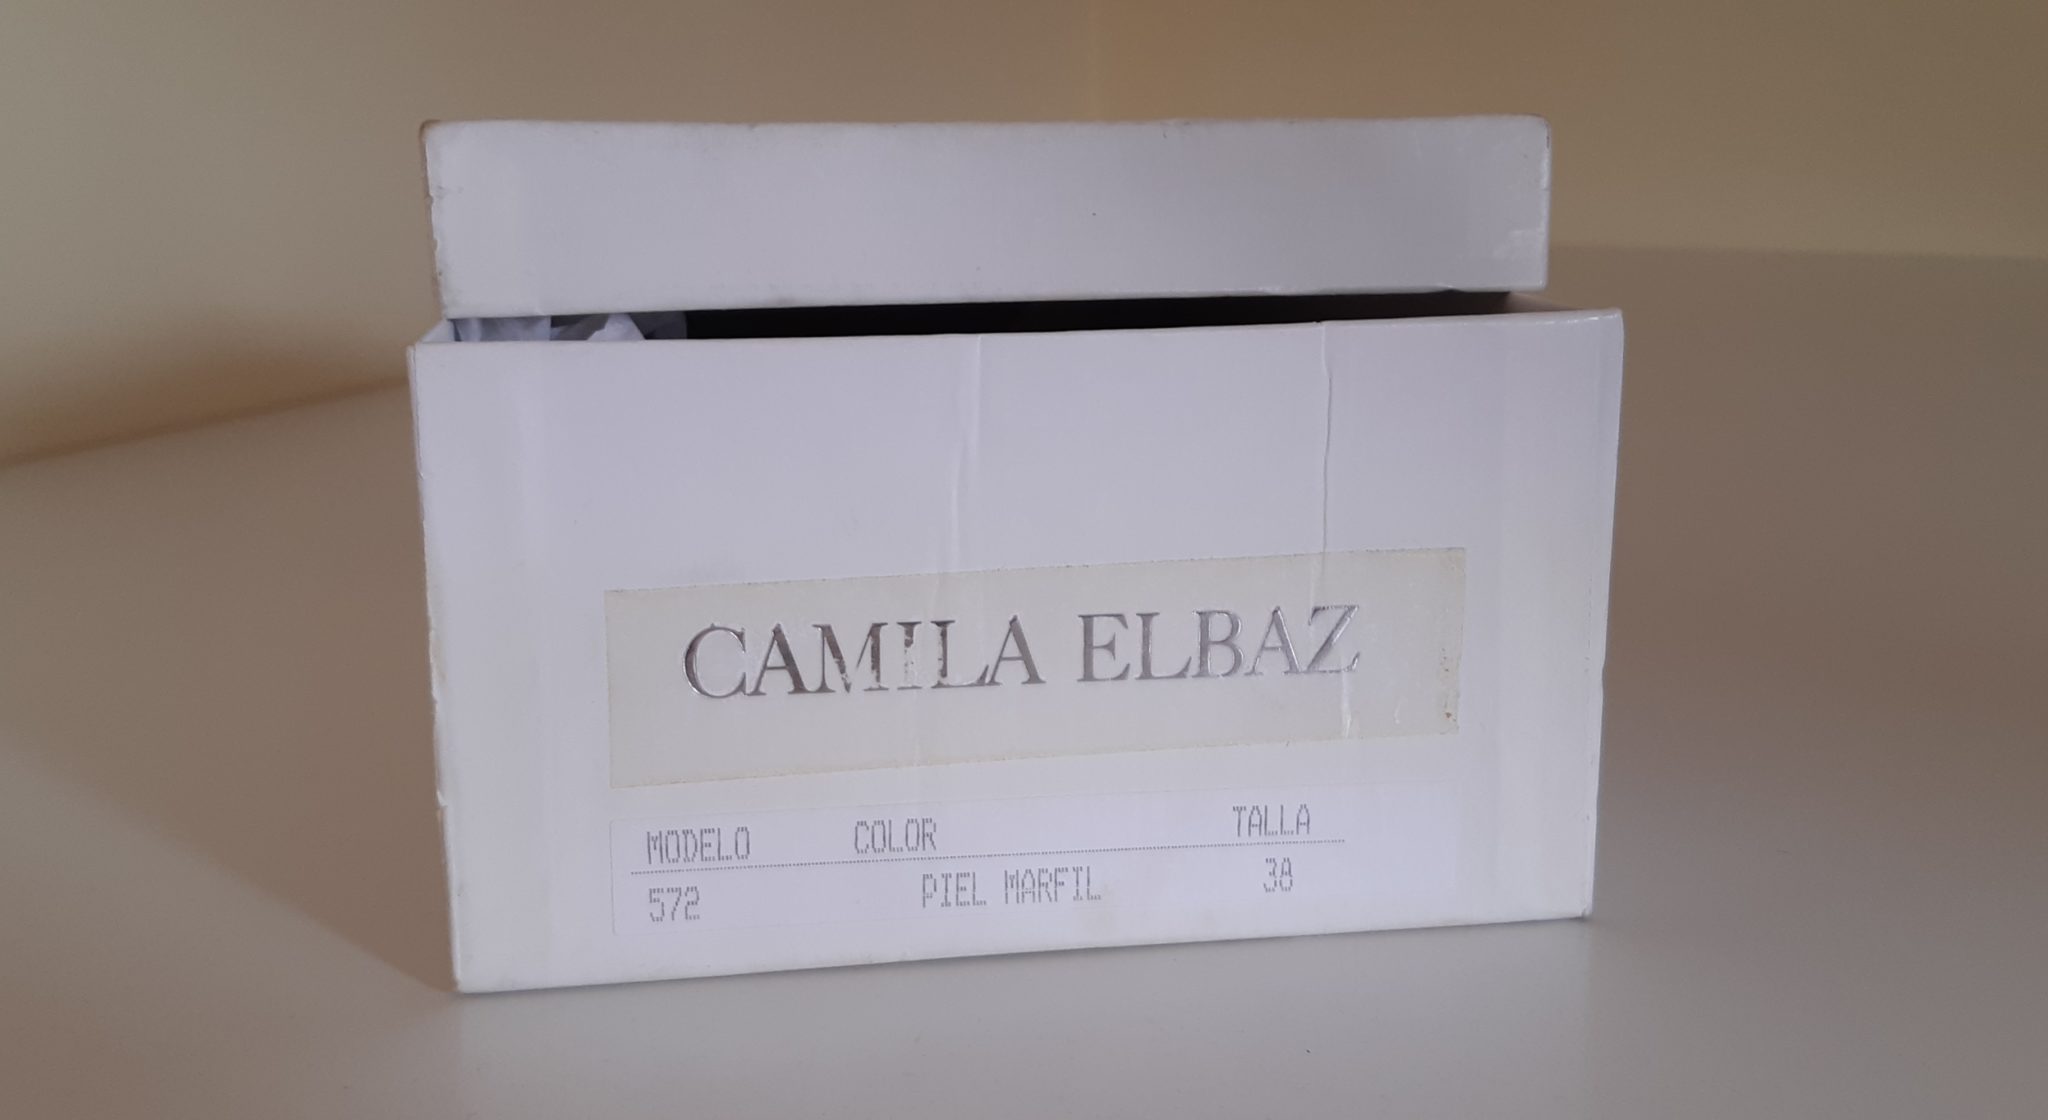 CAMILA ELBAZ
MODELO COLOR TALLA
572 PIEL MARFIL 38